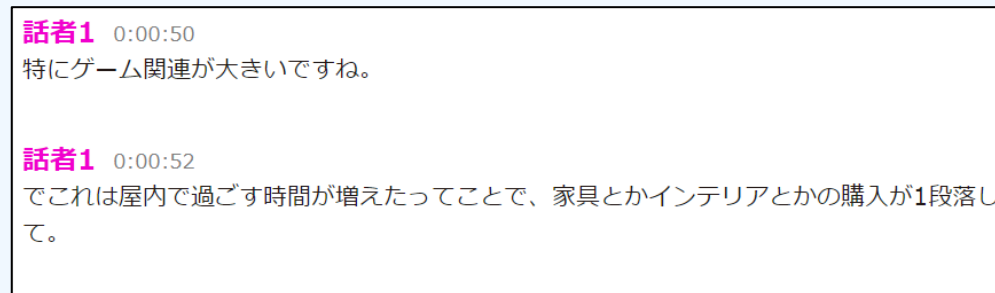 話者1 0:00:50
特にゲーム関連が大きいですね。
話者1 0:00:52
でこれは屋内で過ごす時間が増えたってことで、家具とかインテリアとかの購入が1段落し
て。